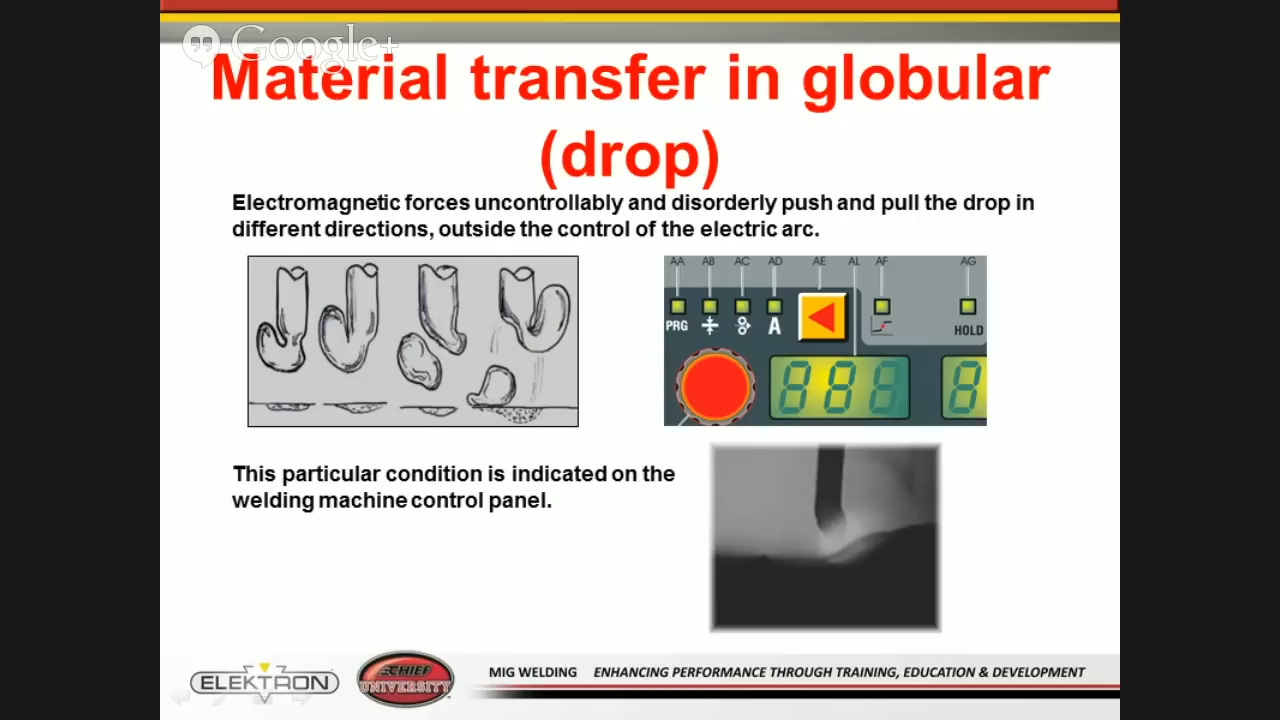 Google+
Material transfer in globular
(drop)
Electromagnetic forces uncontrollably and disorderly push and pull the drop in
different directions, outside the control of the electric arc.
AA AB AC AD AE AL AF AG
PRG A HOLD
888 8
This particular condition is indicated on the
welding machine control panel.
ELEKTRON CHIEF UNIVERSITY MIG WELDING ENHANCING PERFORMANCE THROUGH TRAINING, EDUCATION & DEVELOPMENT